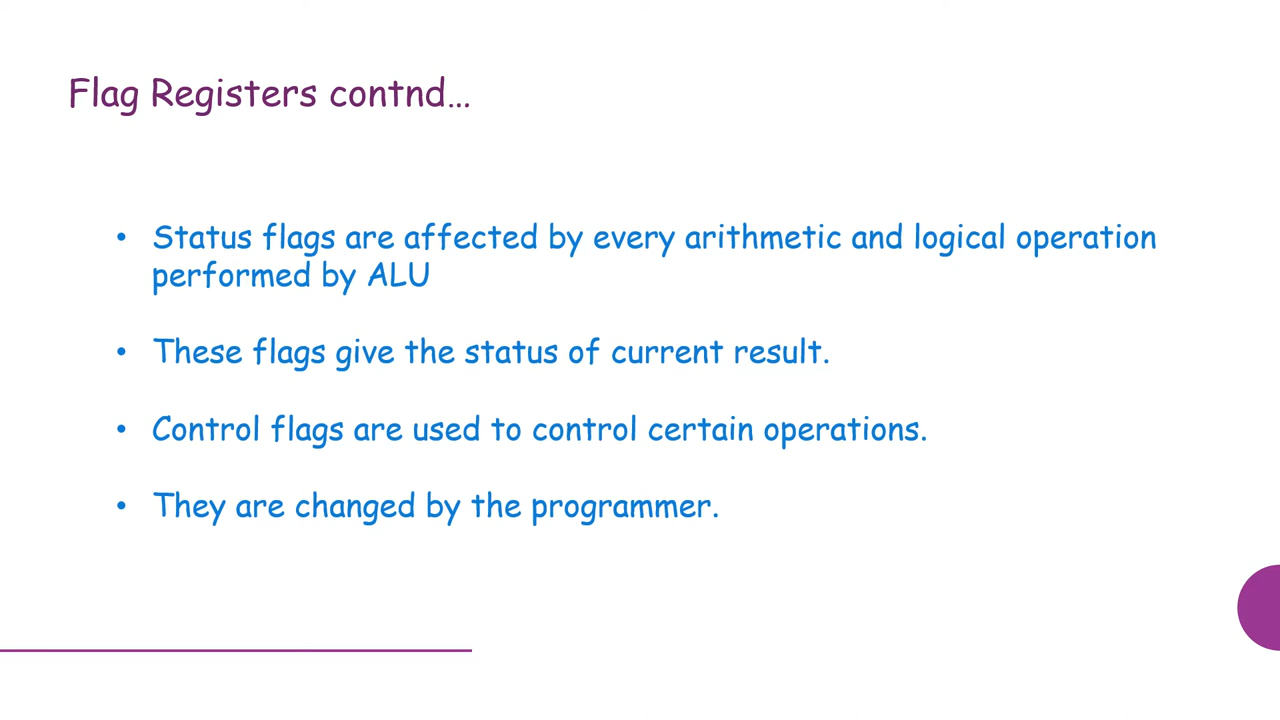 Flag Registers contnd…
• Status flags are affected by every arithmetic and logical operation
performed by ALU
• These flags give the status of current result.
• Control flags are used to control certain operations.
• They are changed by the programmer.